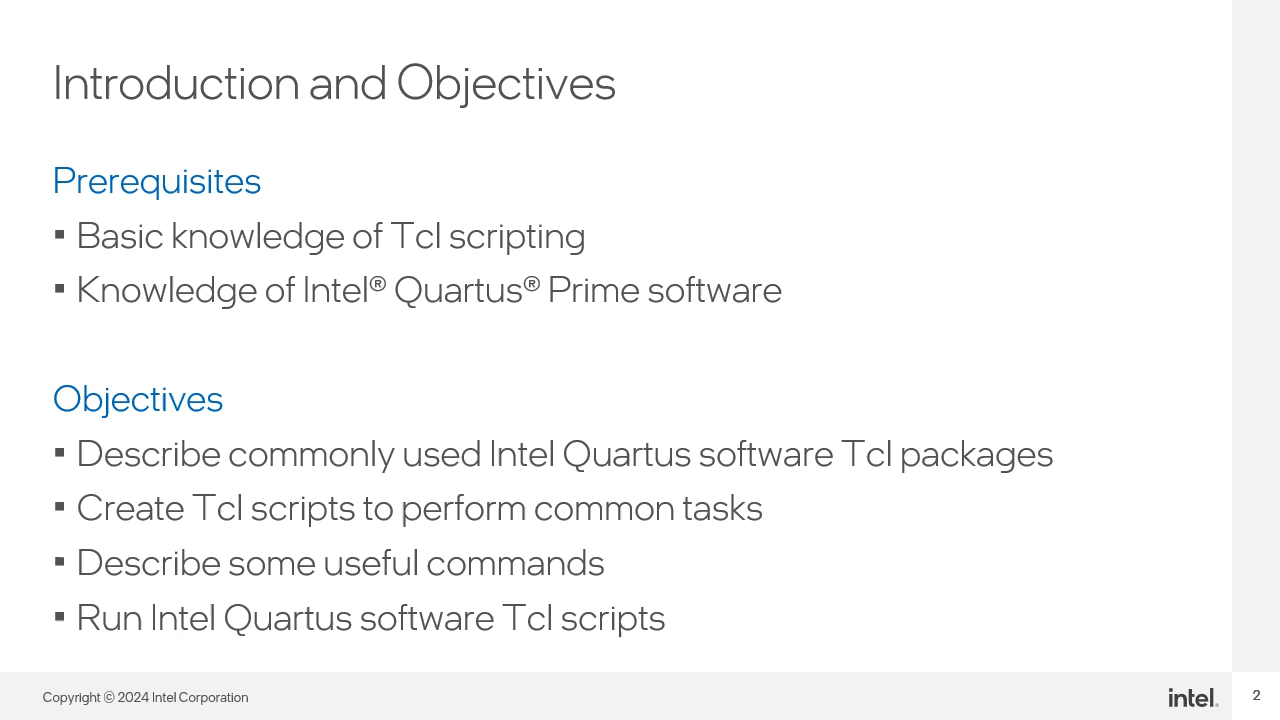 Introduction and Objectives
Prerequisites
▪ Basic knowledge of Tcl scripting
▪ Knowledge of Intel® Quartus® Prime software
Objectives
▪ Describe commonly used Intel Quartus software Tcl packages
▪ Create Tcl scripts to perform common tasks
▪ Describe some useful commands
▪ Run Intel Quartus software Tcl scripts
Copyright © 2024 Intel Corporation
intel.
2